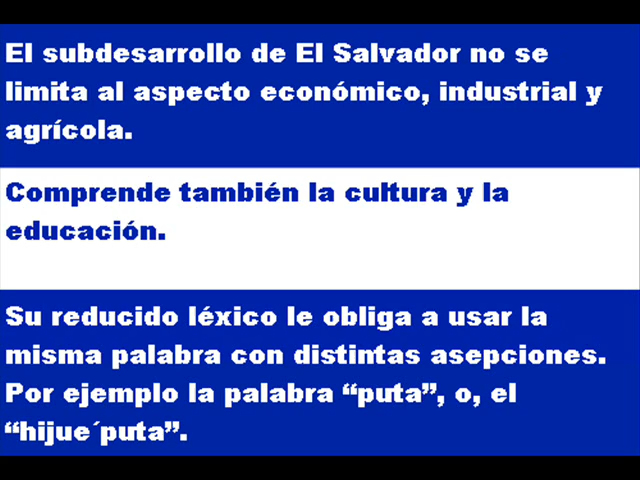 El subdesarrollo de El Salvador no se
limita al aspecto económico, industrial y
agrícola.
Comprende también la cultura y la
educación.
Su reducido léxico le obliga a usar la
misma palabra con distintas asepciones.
Por ejemplo la palabra “puta”, o, el
“hijue´puta”.